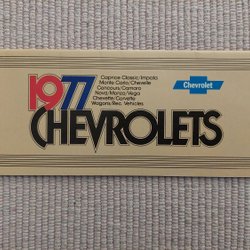 1977
Caprice Classic/Impala
Monte Carlo/Chevelle
Concours/Camaro
Nova/Monza/Vega
Chevette/Corvette
Wagons/Rec. Vehicles
Chevrolet
CHEVROLETS